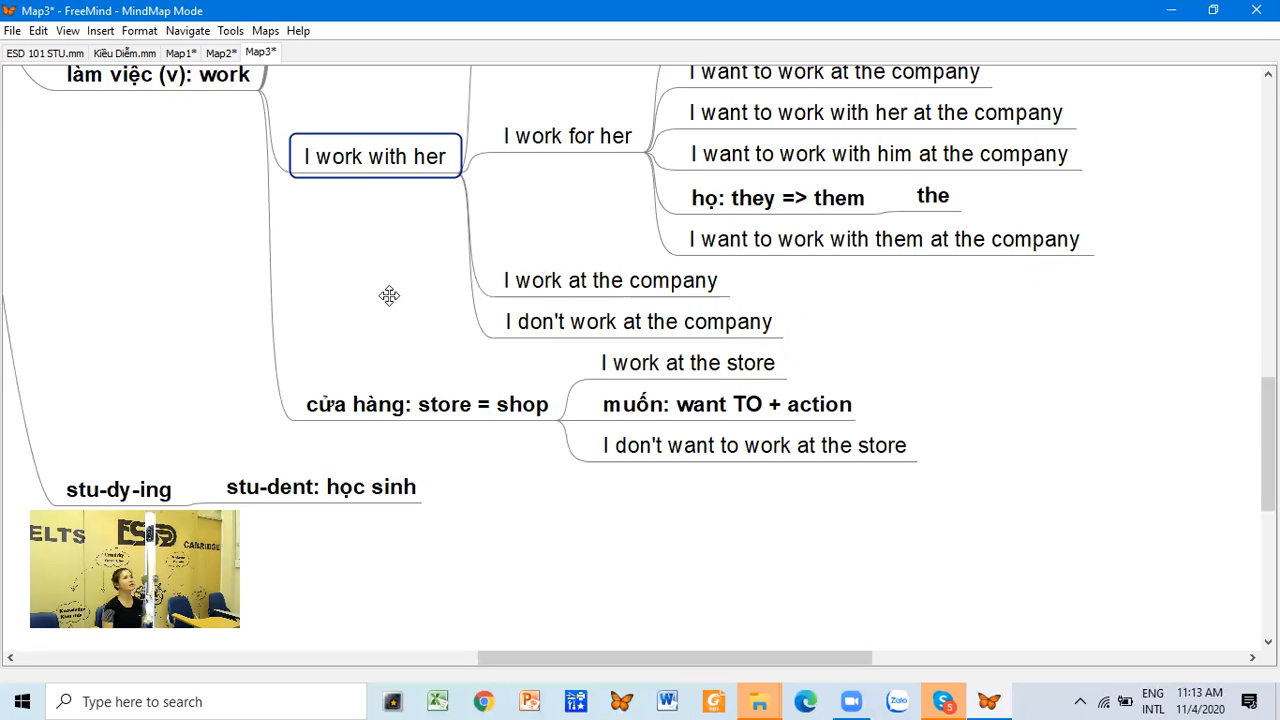 Map3* - FreeMind - MindMap Mode
File Edit View Insert Format Navigate Tools Maps Help
ESD 101 STU.mm Kiều Diễm.mm Map1* Map2* Map3*
làm việc (v): work
I want to work at the company
I want to work with her at the company
I work for her
I work with her
I want to work with him at the company
họ: they => them the
I want to work with them at the company
I work at the company
I don't work at the company
I work at the store
cửa hàng: store = shop
muốn: want TO + action
I don't want to work at the store
stu-dy-ing stu-dent: học sinh
ELTS ESD CAMBRIDGE
Type here to search
Zalo
5
ENG
INTL
11:13 AM
11/4/2020